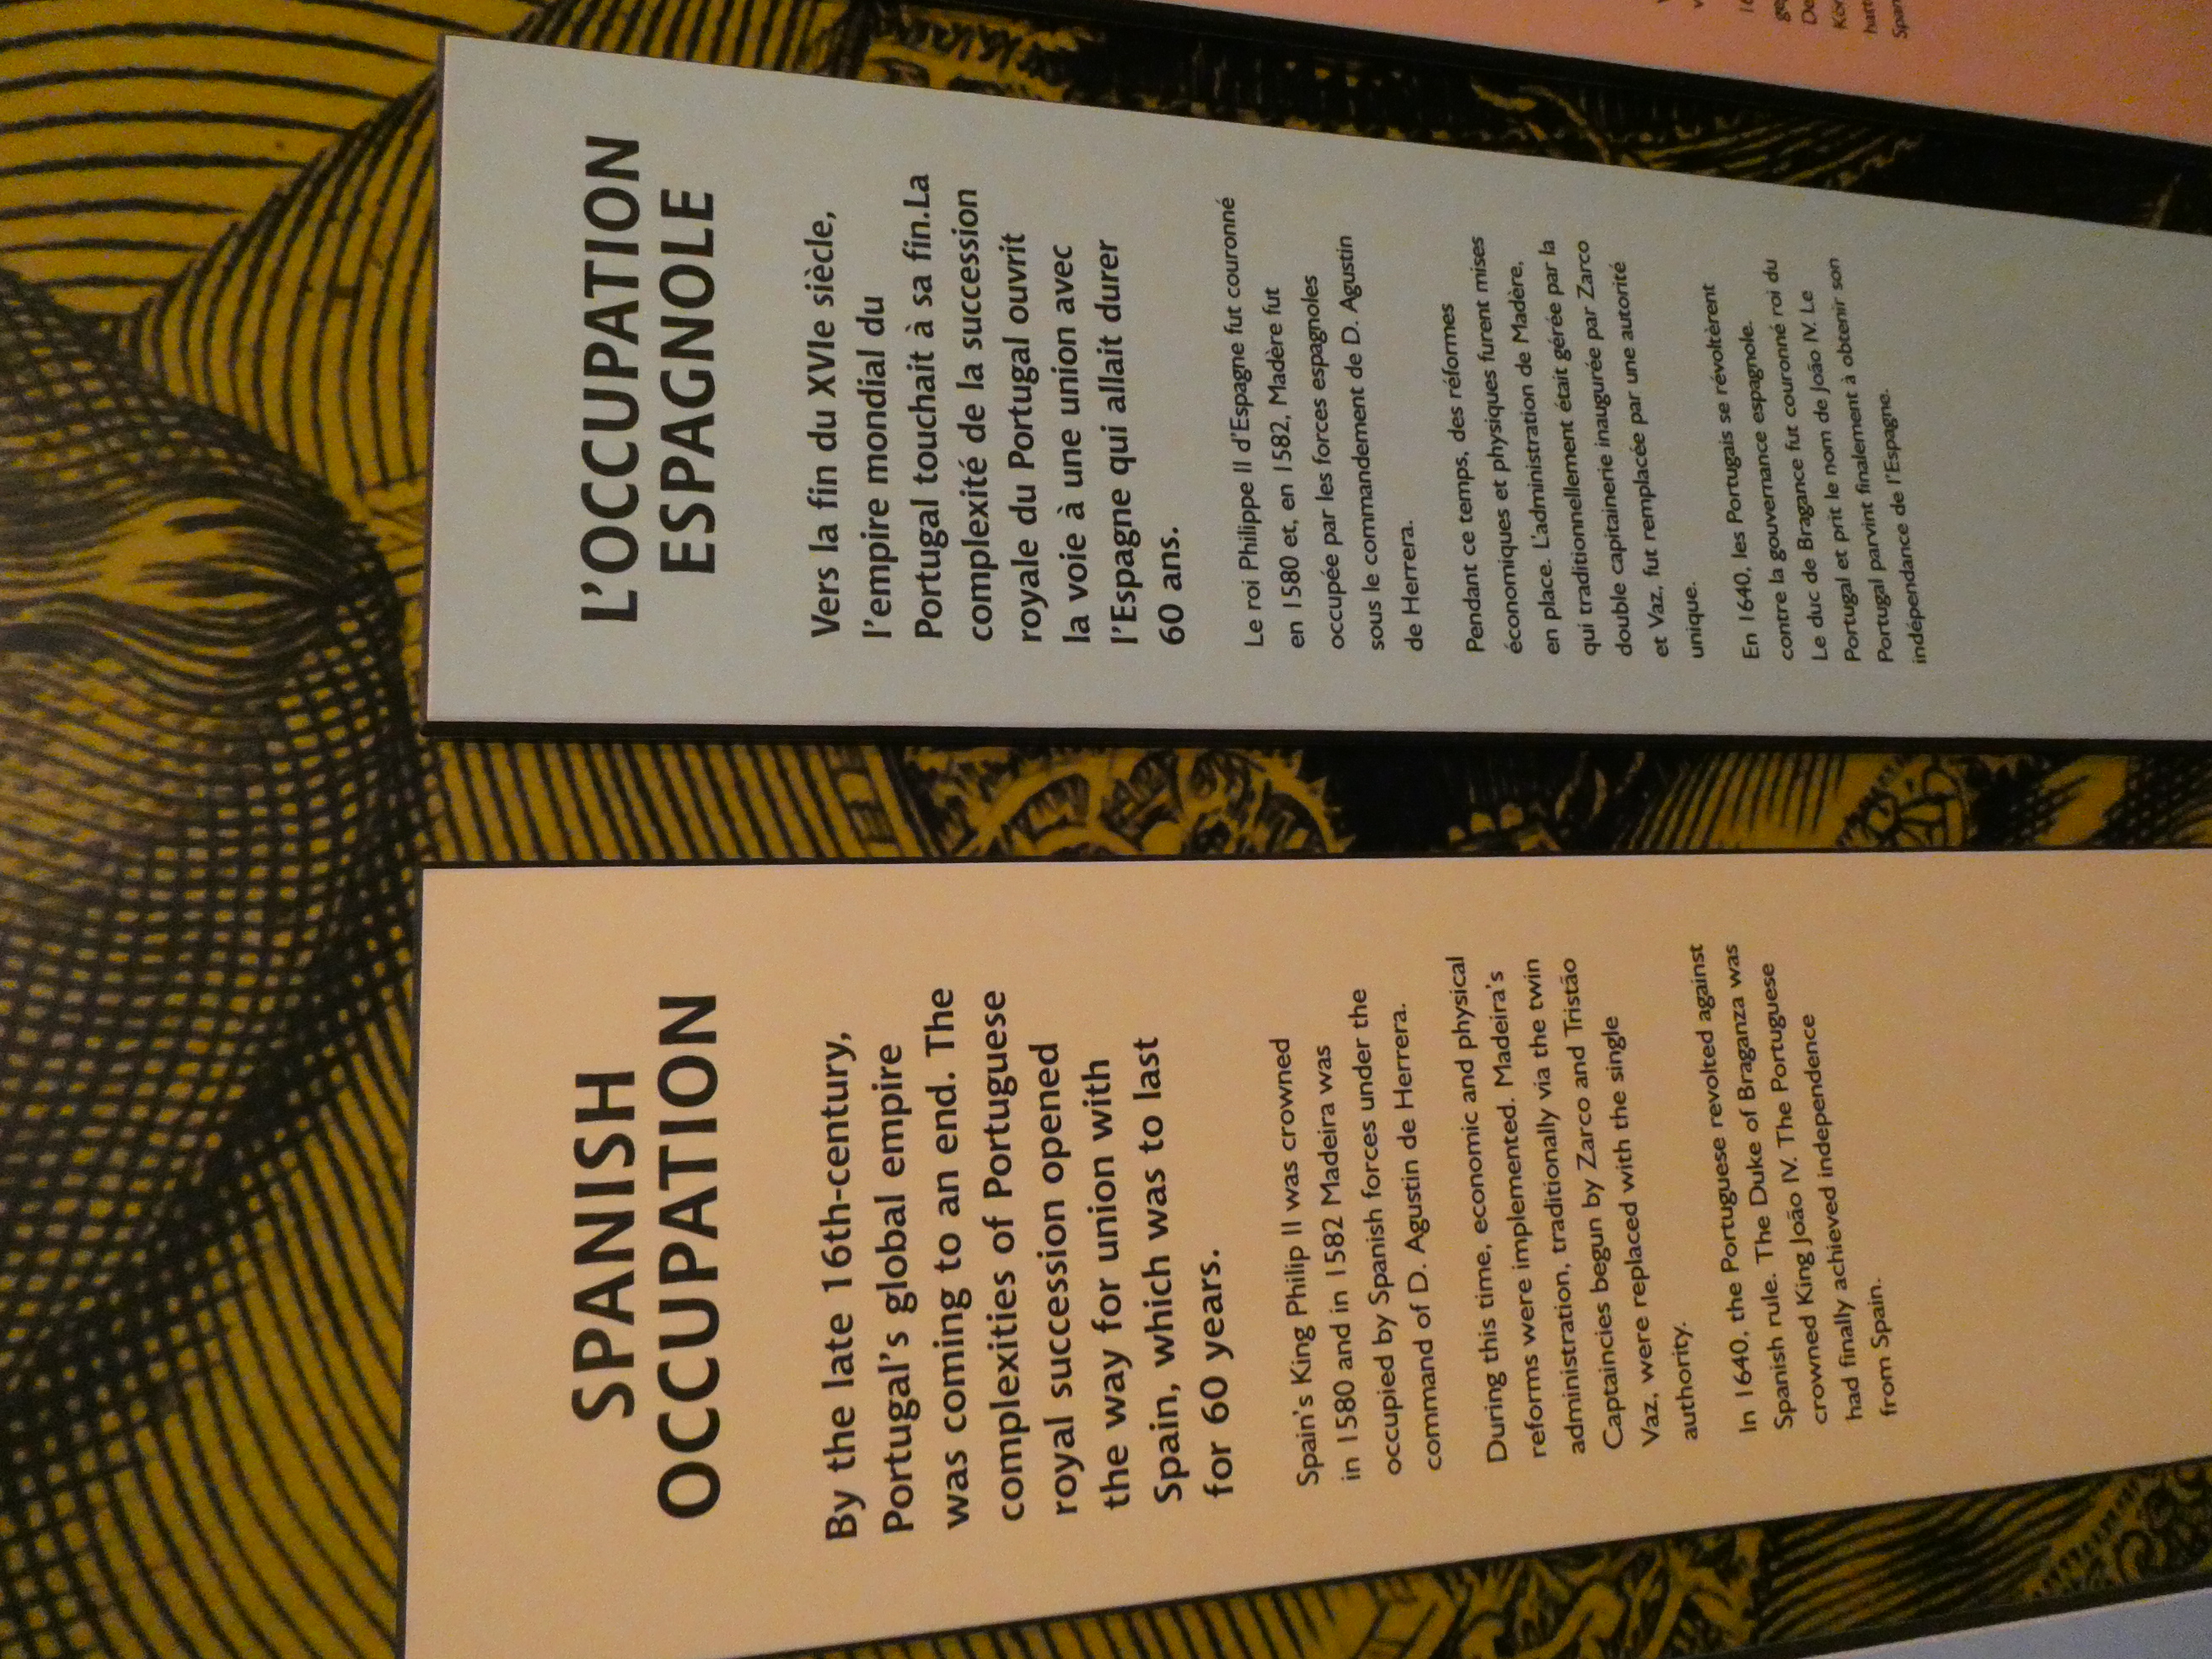 SPANISH
OCCUPATION
By the late 16th-century,
Portugal's global empire
was coming to an end. The
complexities of Portuguese
royal succession opened
the way for union with
Spain, which was to last
for 60 years.
Spain's King Philip II was crowned
in 1580 and in 1582 Madeira was
occupied by Spanish forces under the
command of D. Agustin de Herrera.
During this time, economic and physical
reforms were implemented. Madeira's
administration, traditionally via the twin
Captaincies begun by Zarco and Tristão
Vaz, were replaced with the single
authority.
In 1640, the Portuguese revolted against
Spanish rule. The Duke of Braganza was
crowned King João IV. The Portuguese
had finally achieved independence
from Spain.
L'OCCUPATION
ESPAGNOLE
Vers la fin du XVIe siècle,
l'empire mondial du
Portugal touchait à sa fin.La
complexité de la succession
royale du Portugal ouvrit
la voie à une union avec
l'Espagne qui allait durer
60 ans.
Le roi Philippe II d'Espagne fut couronné
en 1580 et, en 1582, Madère fut
occupée par les forces espagnoles
sous le commandement de D. Agustin
de Herrera.
Pendant ce temps, des réformes
économiques et physiques furent mises
en place. L'administration de Madère,
qui traditionnellement était gérée par la
double capitainerie inaugurée par Zarco
et Vaz, fut remplacée par une autorité
unique.
En 1640, les Portugais se révoltèrent
contre la gouvernance espagnole.
Le duc de Bragance fut couronné roi du
Portugal et prit le nom de João IV. Le
Portugal parvint finalement à obtenir son
indépendance de l'Espagne.